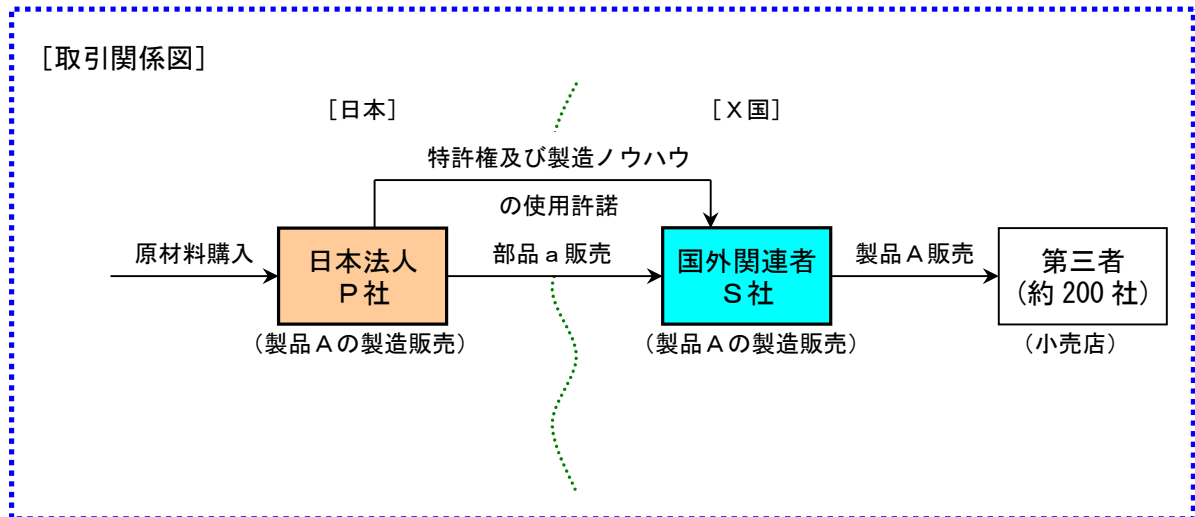 ［取引関係図］
［日本］
［Ｘ国］
特許権及び製造ノウハウ
の使用許諾
原材料購入
日本法人
Ｐ社
部品ａ販売
国外関連者
Ｓ社
製品Ａ販売
第三者
（約 200 社）
（製品Ａの製造販売）
（製品Ａの製造販売）
（小売店）